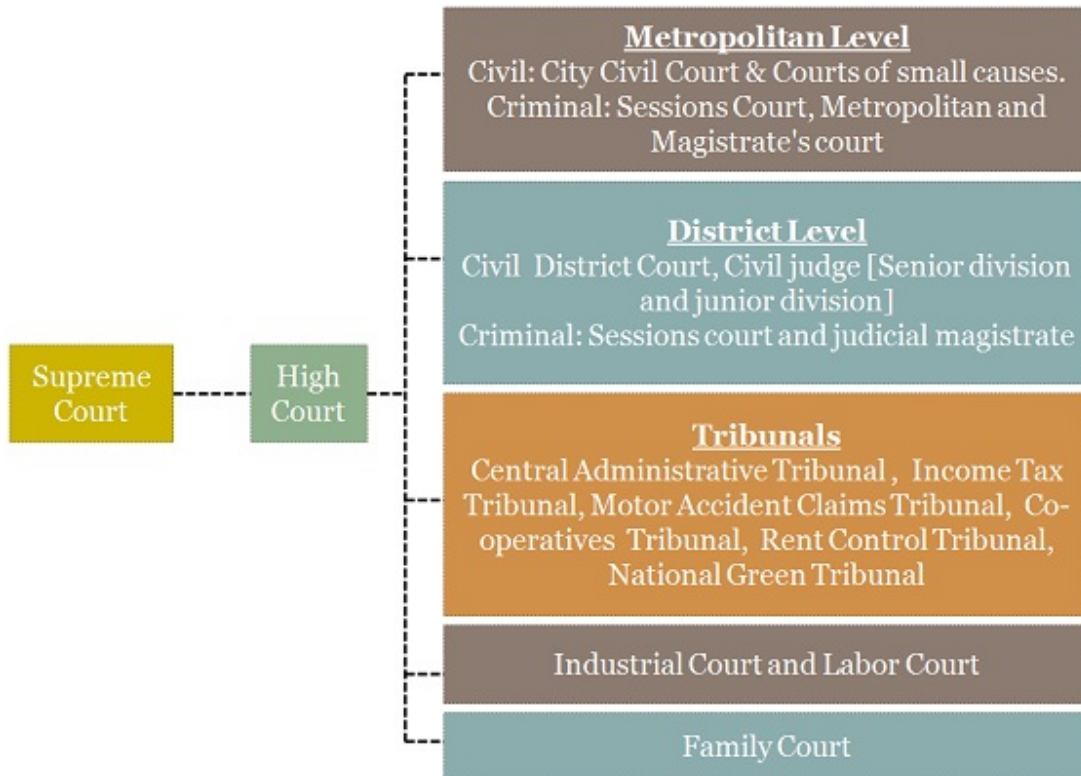 Supreme
Court
High
Court
Metropolitan Level
Civil: City Civil Court & Courts of small causes.
Criminal: Sessions Court, Metropolitan and
Magistrate's court
District Level
Civil District Court, Civil judge [Senior division
and junior division]
Criminal: Sessions court and judicial magistrate
Tribunals
Central Administrative Tribunal , Income Tax
Tribunal, Motor Accident Claims Tribunal, Co-
operatives Tribunal, Rent Control Tribunal,
National Green Tribunal
Industrial Court and Labor Court
Family Court